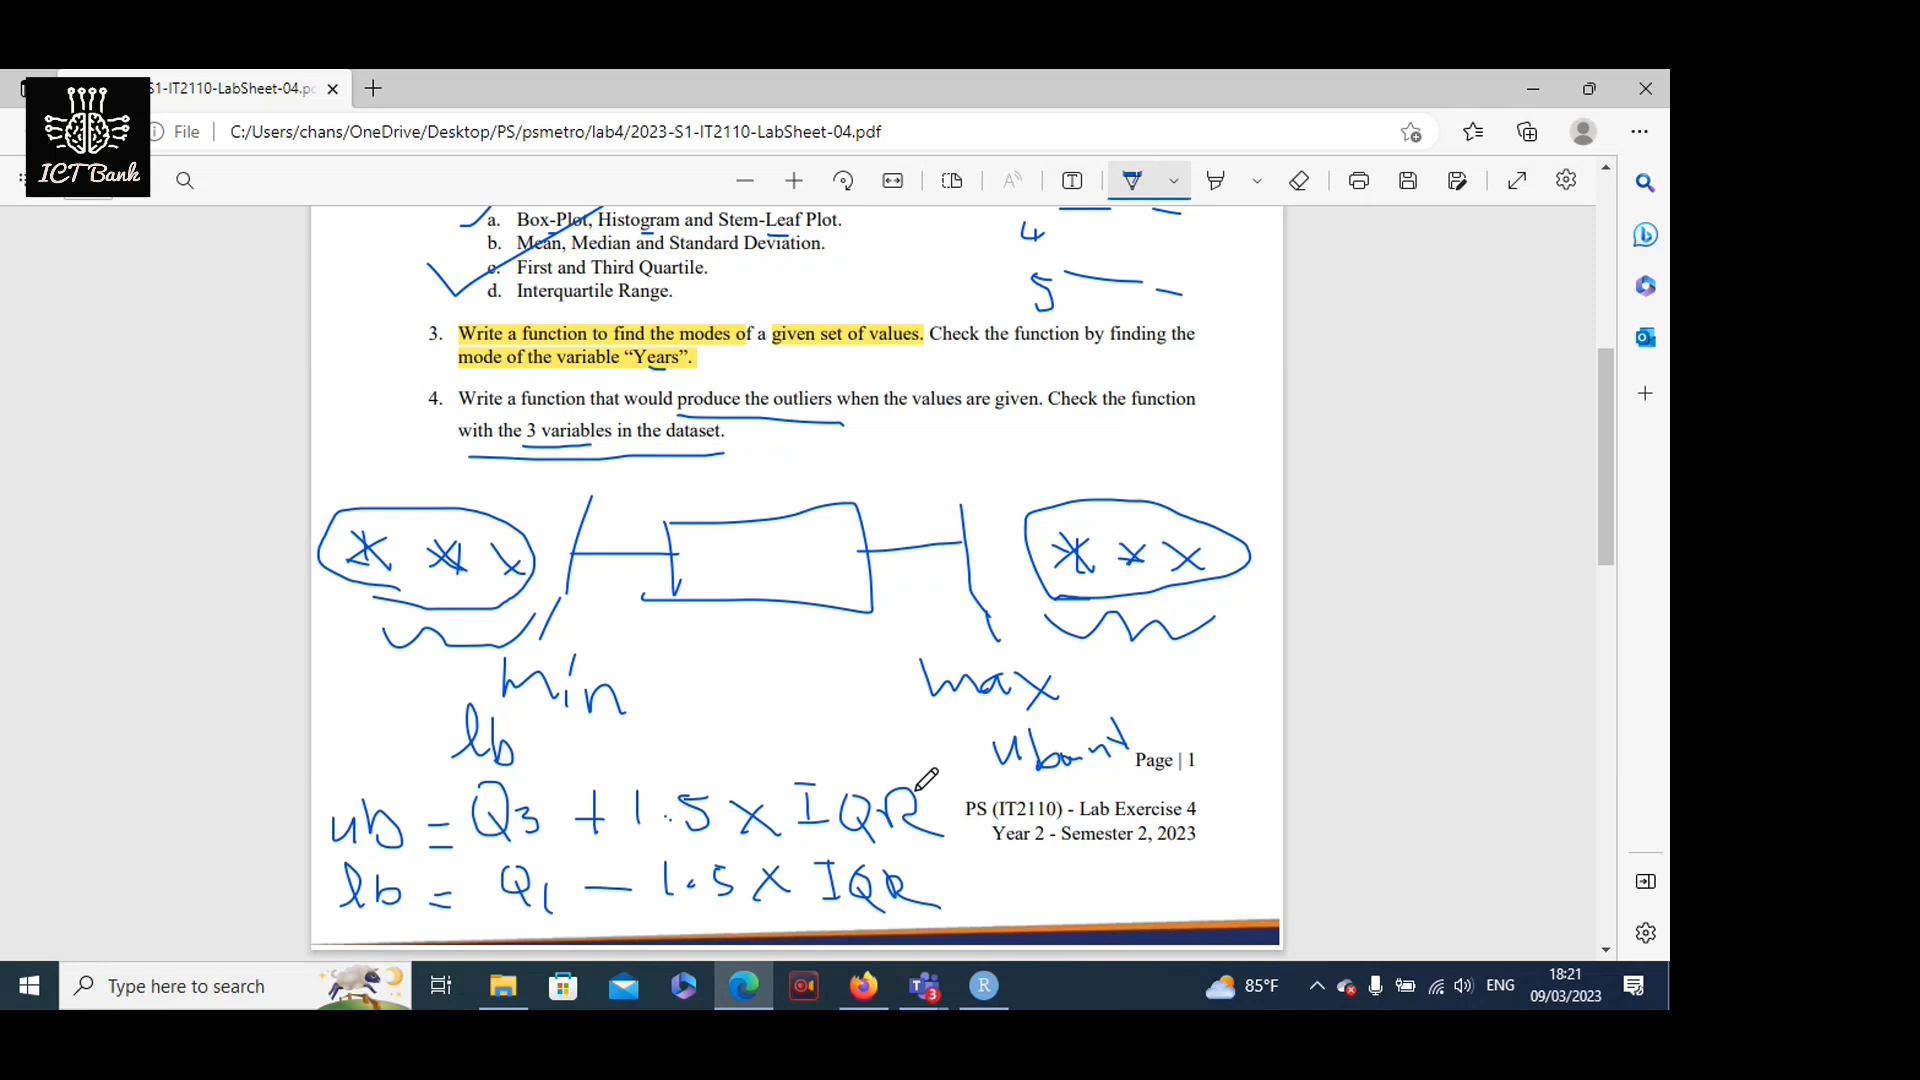 S1-IT2110-LabSheet-04.pd
ICT Bank
File C:/Users/chans/OneDrive/Desktop/PS/psmetro/lab4/2023-S1-IT2110-LabSheet-04.pdf
a. Box-Plot, Histogram and Stem-Leaf Plot.
4
b. Mean, Median and Standard Deviation.
c. First and Third Quartile.
5
d. Interquartile Range.
3. Write a function to find the modes of a given set of values. Check the function by finding the
mode of the variable “Years”.
4. Write a function that would produce the outliers when the values are given. Check the function
with the 3 variables in the dataset.
min max
lb
Page | 1
ub = Q3 + 1.5 x IQR
PS (IT2110) - Lab Exercise 4
Year 2 - Semester 2, 2023
lb = Q1 - 1.5 x IQR
Type here to search
3
R
85°F
ENG
18:21
09/03/2023